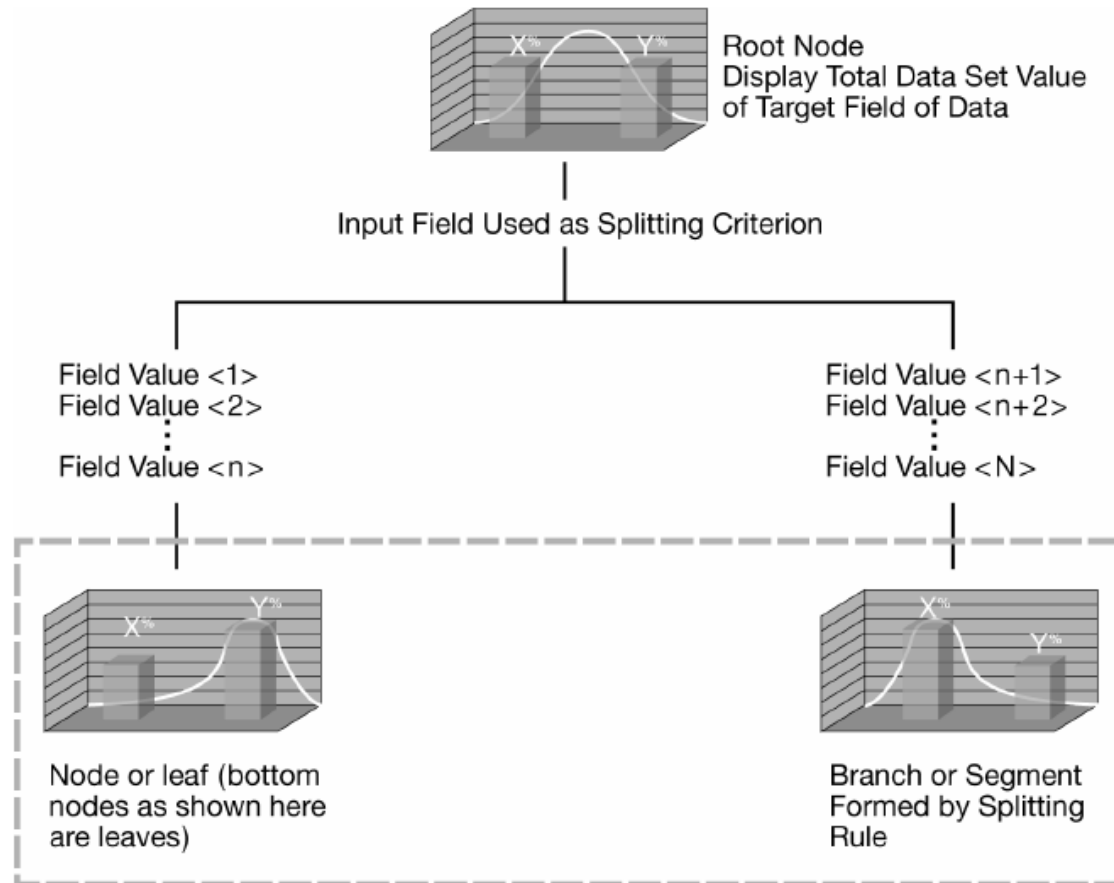 X%
Y%
Root Node
Display Total Data Set Value
of Target Field of Data
Input Field Used as Splitting Criterion
Field Value <1>
Field Value <2>
Field Value <n>
Field Value <n+1>
Field Value <n+2>
Field Value <N>
X%
Y%
Node or leaf (bottom
nodes as shown here
are leaves)
X%
Y%
Branch or Segment
Formed by Splitting
Rule